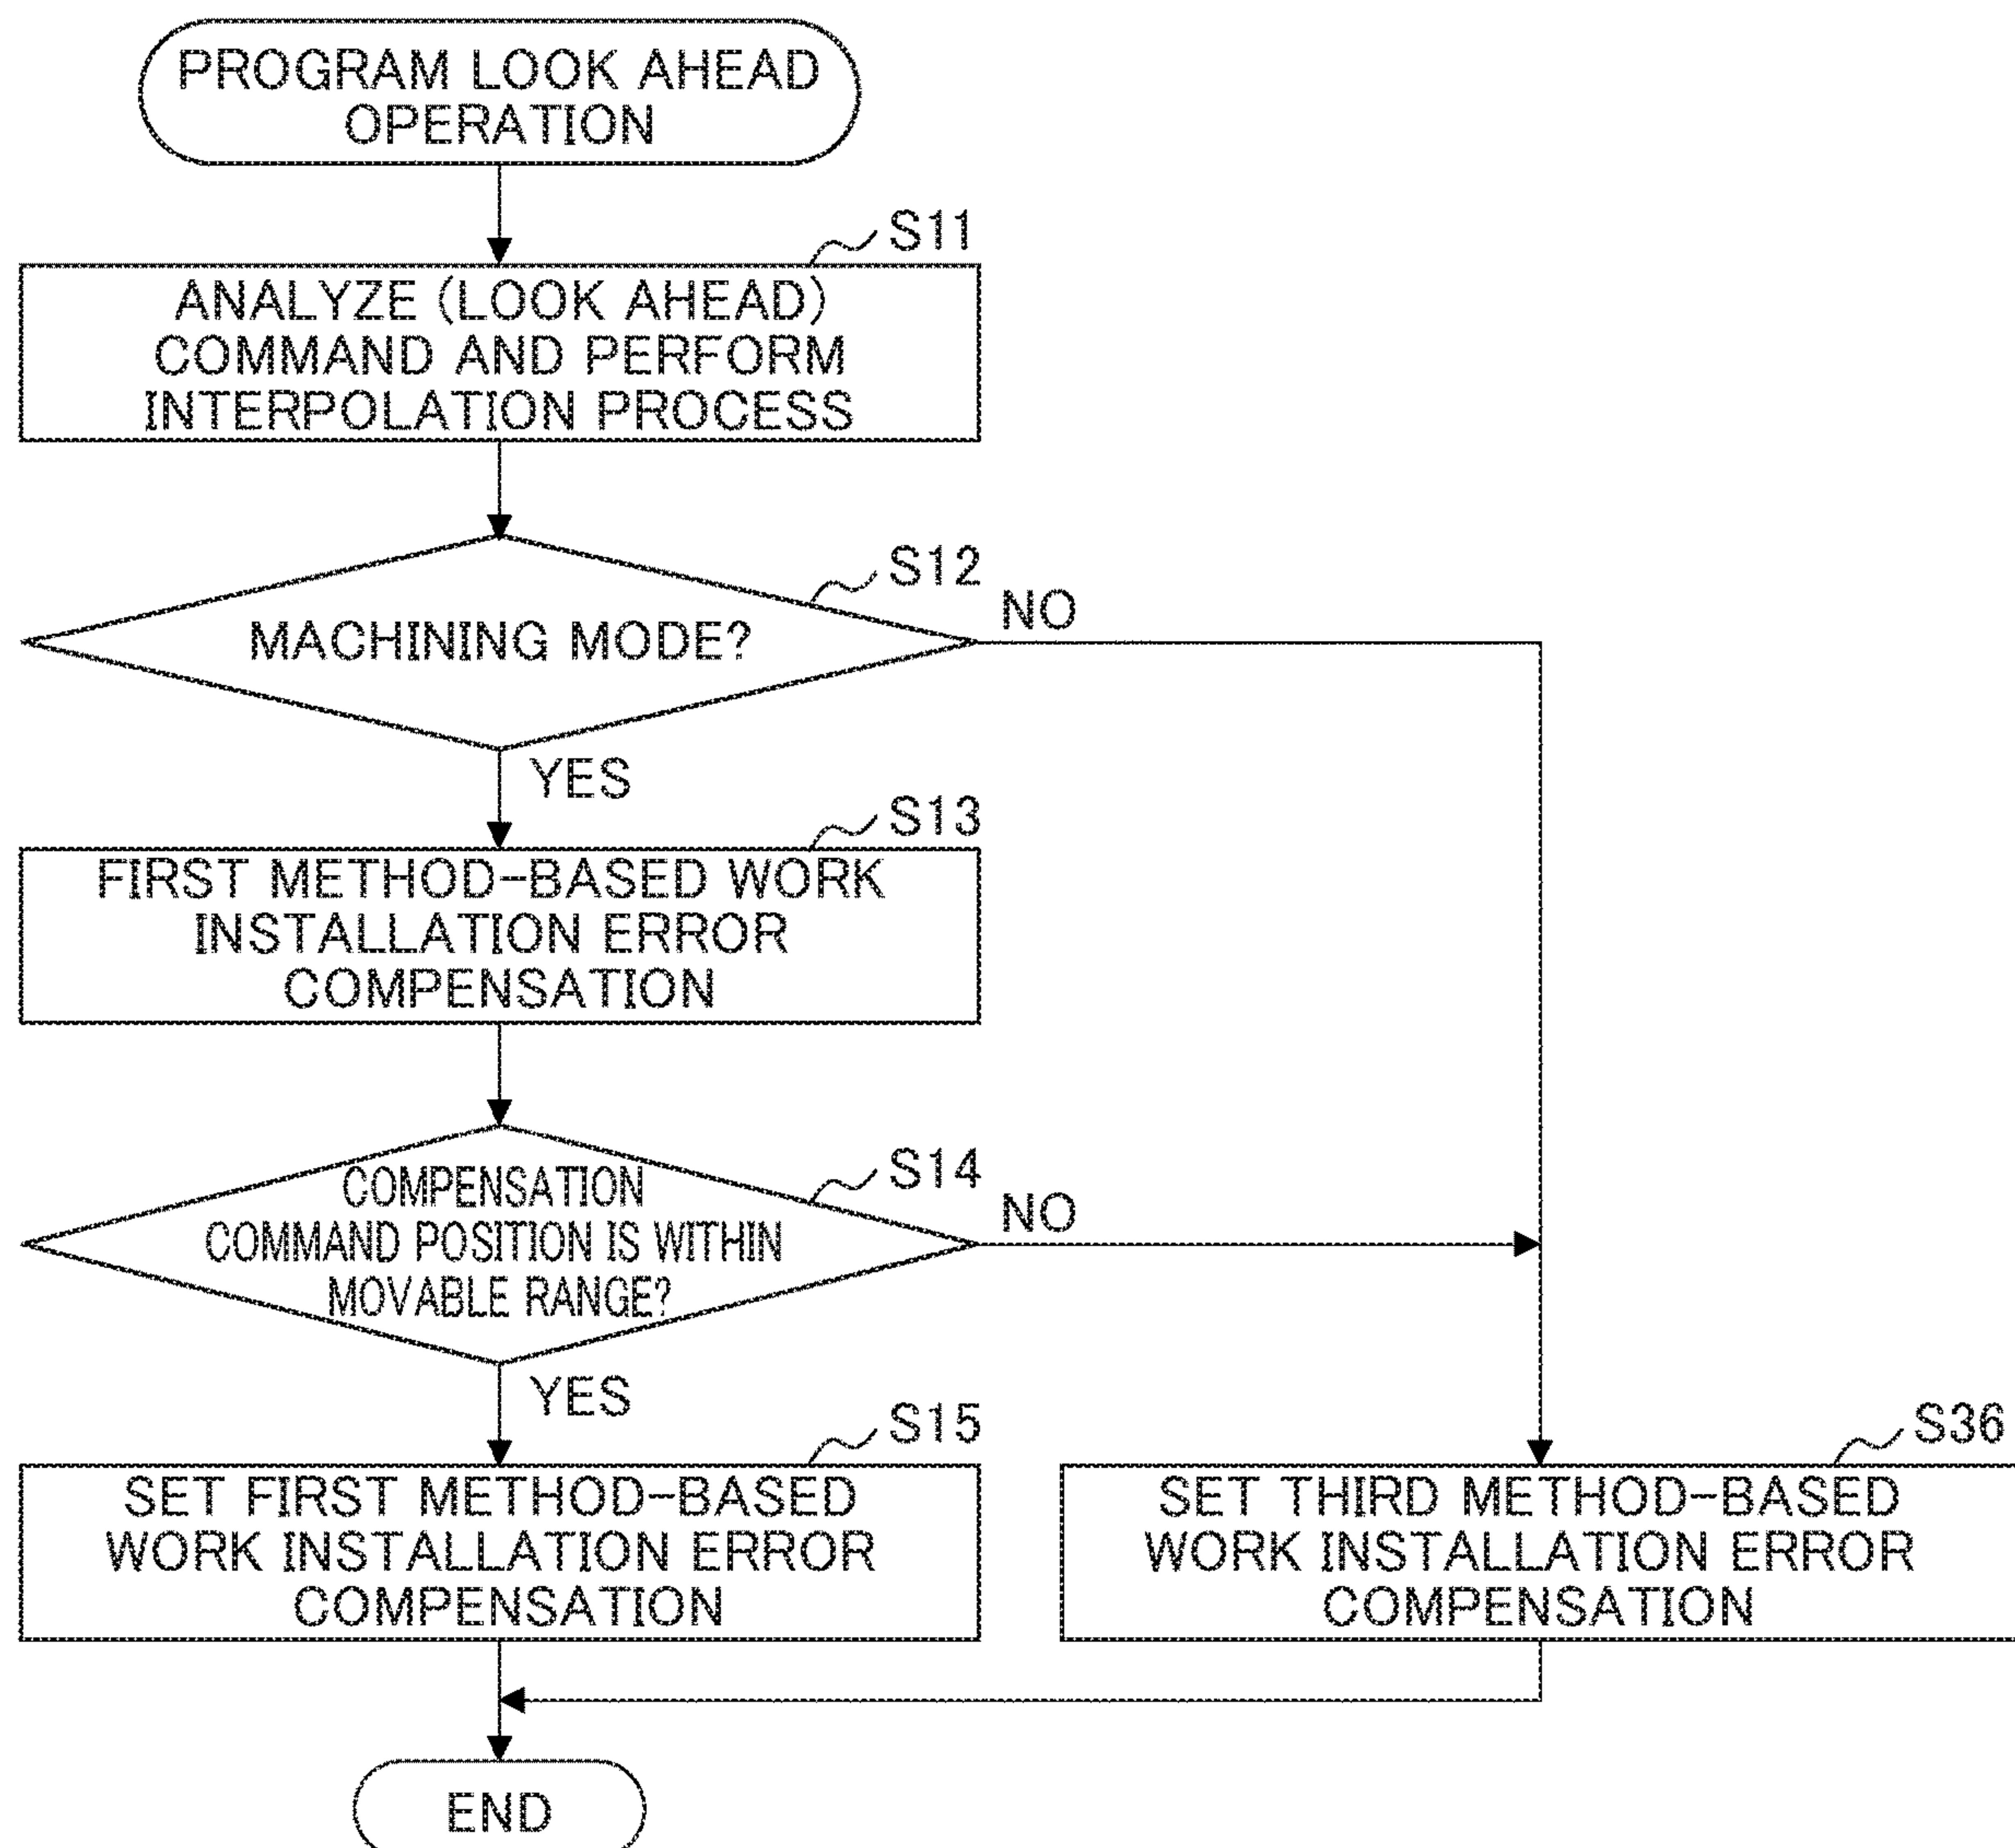 PROGRAM LOOK AHEAD
OPERATION
S11
ANALYZE (LOOK AHEAD)
COMMAND AND PERFORM
INTERPOLATION PROCESS
S12
MACHINING MODE?
NO
YES
S13
FIRST METHOD-BASED WORK
INSTALLATION ERROR
COMPENSATION
S14
COMPENSATION
COMMAND POSITION IS WITHIN
MOVABLE RANGE?
NO
YES
S15
SET FIRST METHOD-BASED
WORK INSTALLATION ERROR
COMPENSATION
S36
SET THIRD METHOD-BASED
WORK INSTALLATION ERROR
COMPENSATION
END